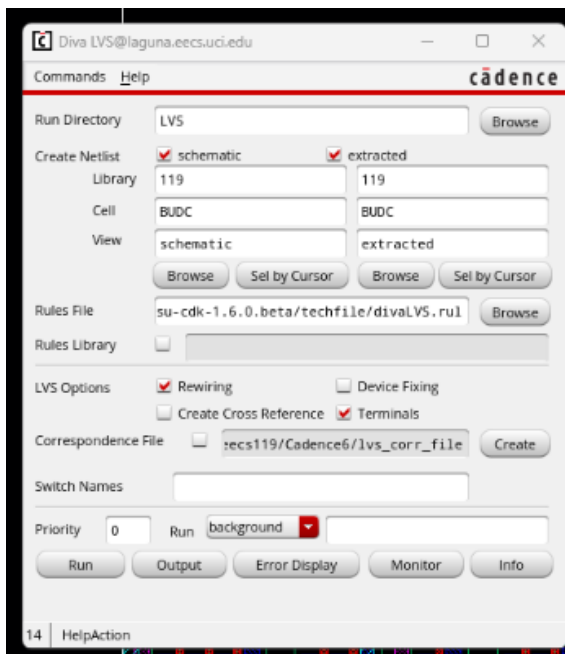 Diva LVS@laguna.eecs.uci.edu
Commands Help cādence
Run Directory LVS Browse
Create Netlist schematic extracted
Library 119 119
Cell BUDC BUDC
View schematic extracted
Browse Sel by Cursor Browse Sel by Cursor
Rules File su-cdk-1.6.0.beta/techfile/divaLVS.rul Browse
Rules Library
LVS Options Rewiring Device Fixing
Create Cross Reference Terminals
Correspondence File :ecs119/Cadence6/lvs_corr_file Create
Switch Names
Priority 0 Run background
Run Output Error Display Monitor Info
14 HelpAction